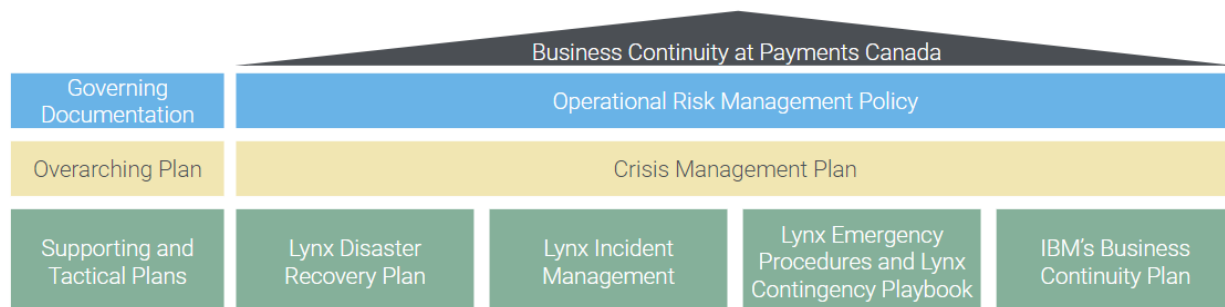 Business Continuity at Payments Canada
Governing
Documentation
Operational Risk Management Policy
Overarching Plan
Crisis Management Plan
Supporting and
Tactical Plans
Lynx Disaster
Recovery Plan
Lynx Incident
Management
Lynx Emergency
Procedures and Lynx
Contingency Playbook
IBM's Business
Continuity Plan